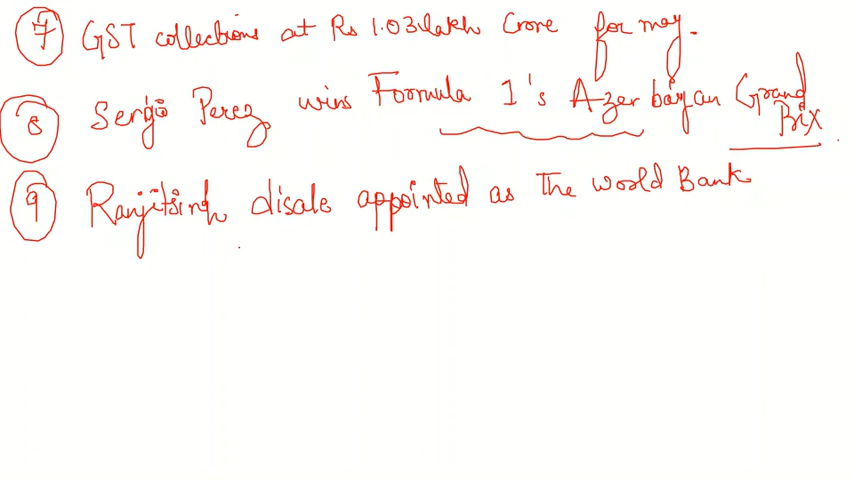 7 GST collections at Rs 1.03 lakh Crore for may.
8 Sergio Perez wins Formula 1's Azerbayan Grand
Prix
9 Ranjitsinh disale appointed as The World Bank